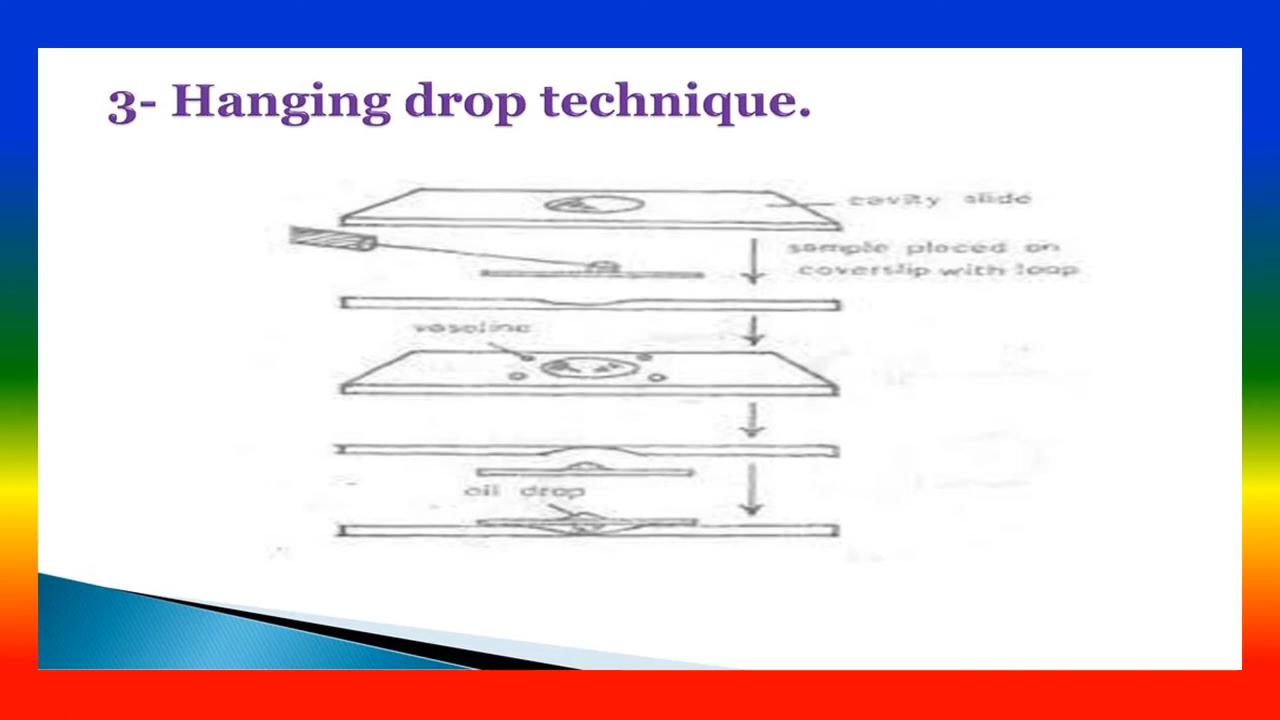 3- Hanging drop technique.
cavity slide
sample placed on
coverslip with loop
vaseline
oil drop